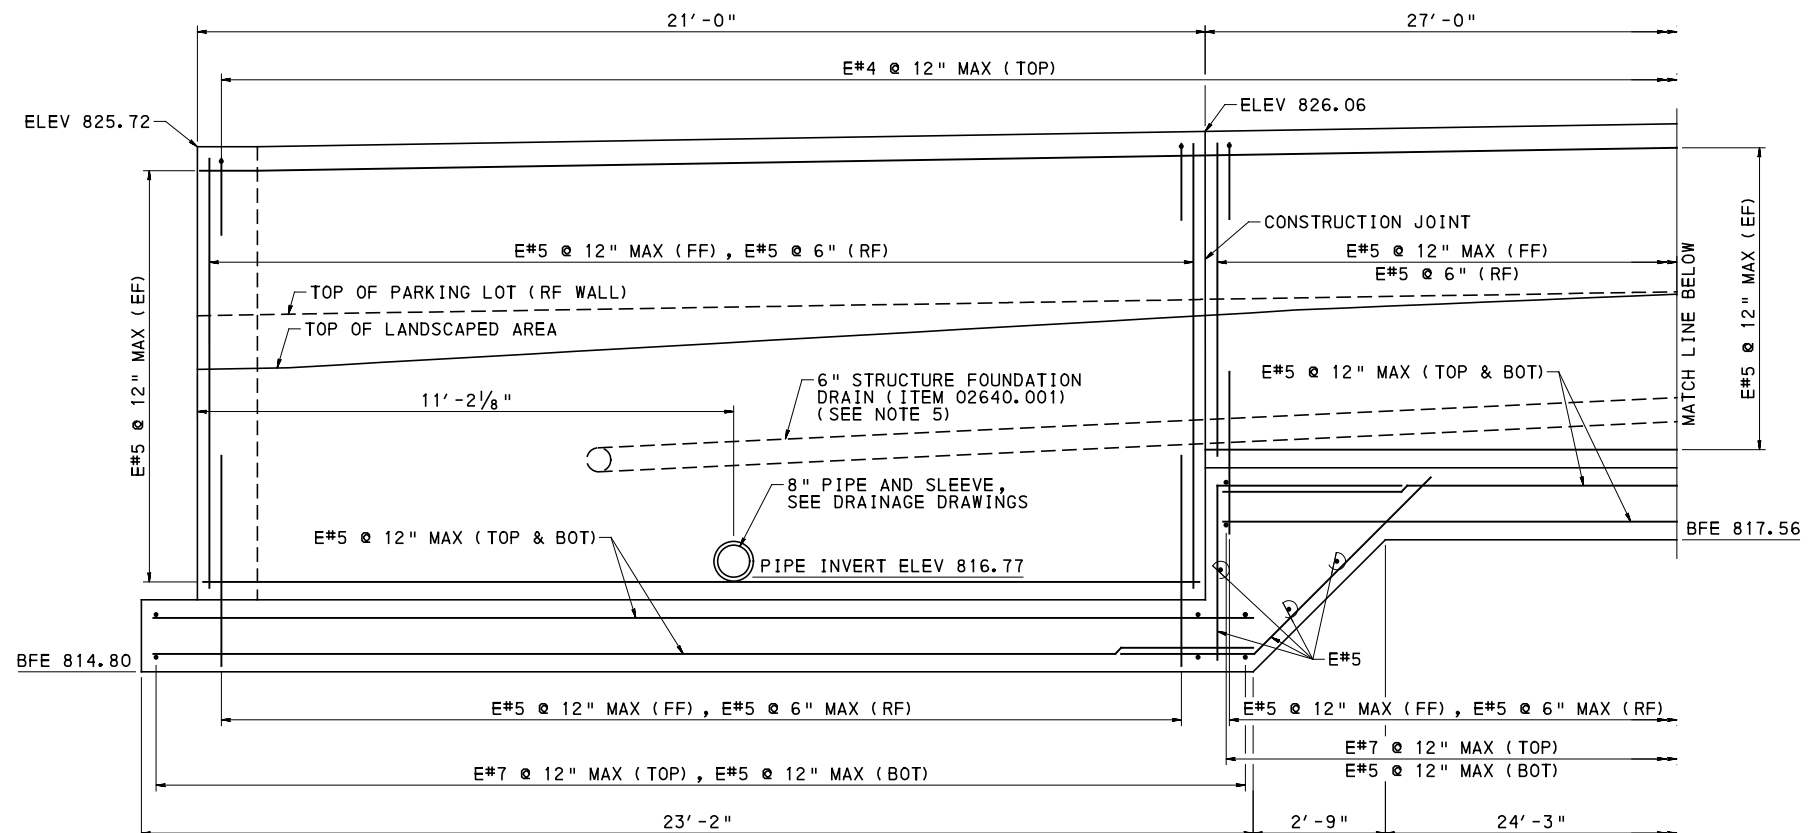 21'-0"
27'-0"
E#4 @ 12" MAX (TOP)
ELEV 825.72
ELEV 826.06
CONSTRUCTION JOINT
E#5 @ 12" MAX (FF), E#5 @ 6" (RF)
E#5 @ 12" MAX (FF)
E#5 @ 6" (RF)
TOP OF PARKING LOT (RF WALL)
TOP OF LANDSCAPED AREA
E#5 @ 12" MAX (EF)
MATCH LINE BELOW
E#5 @ 12" MAX (EF)
11'-2⅛"
6" STRUCTURE FOUNDATION
DRAIN (ITEM 02640.001)
(SEE NOTE 5)
E#5 @ 12" MAX (TOP & BOT)
8" PIPE AND SLEEVE,
SEE DRAINAGE DRAWINGS
E#5 @ 12" MAX (TOP & BOT)
PIPE INVERT ELEV 816.77
BFE 817.56
BFE 814.80
E#5
E#5 @ 12" MAX (FF), E#5 @ 6" MAX (RF)
E#5 @ 12" MAX (FF), E#5 @ 6" MAX (RF)
E#7 @ 12" MAX (TOP)
E#5 @ 12" MAX (BOT)
E#7 @ 12" MAX (TOP), E#5 @ 12" MAX (BOT)
23'-2"
2'-9"
24'-3"